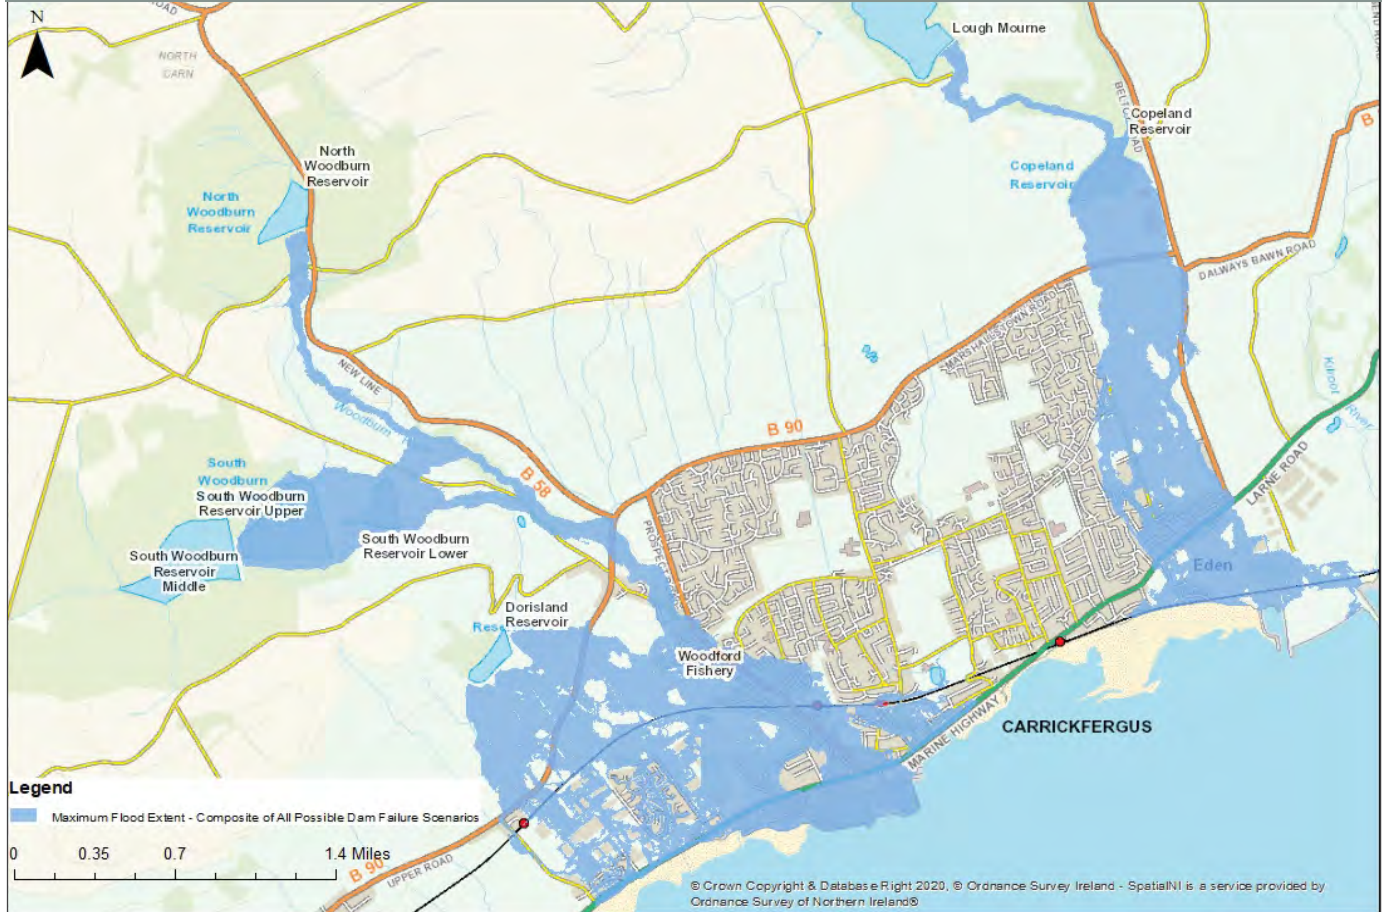 N
ROAD
Lough Mourne
NORTH
CARN
BELTOY ROAD
Copeland
Reservoir
B
North
Woodburn
Reservoir
Copeland
Reservoir
North
Woodburn
Reservoir
DALWAYS BAWN ROAD
MARSHALLSTOWN ROAD
NEW LINE
Kilroot
River
Woodburn
B 90
South
Woodburn
B 58
LARNE ROAD
South Woodburn
Reservoir Upper
PROSPECT
South Woodburn
Reservoir Lower
South Woodburn
Reservoir
Middle
Eden
Dorisland
Reservoir
Rese
Woodford
Fishery
CARRICKFERGUS
MARINE HIGHWAY
Legend
Maximum Flood Extent - Composite of All Possible Dam Failure Scenarios
0 0.35 0.7 1.4 Miles
B 90
UPPER ROAD
© Crown Copyright & Database Right 2020, © Ordnance Survey Ireland - SpatialNI is a service provided by
Ordnance Survey of Northern Ireland®